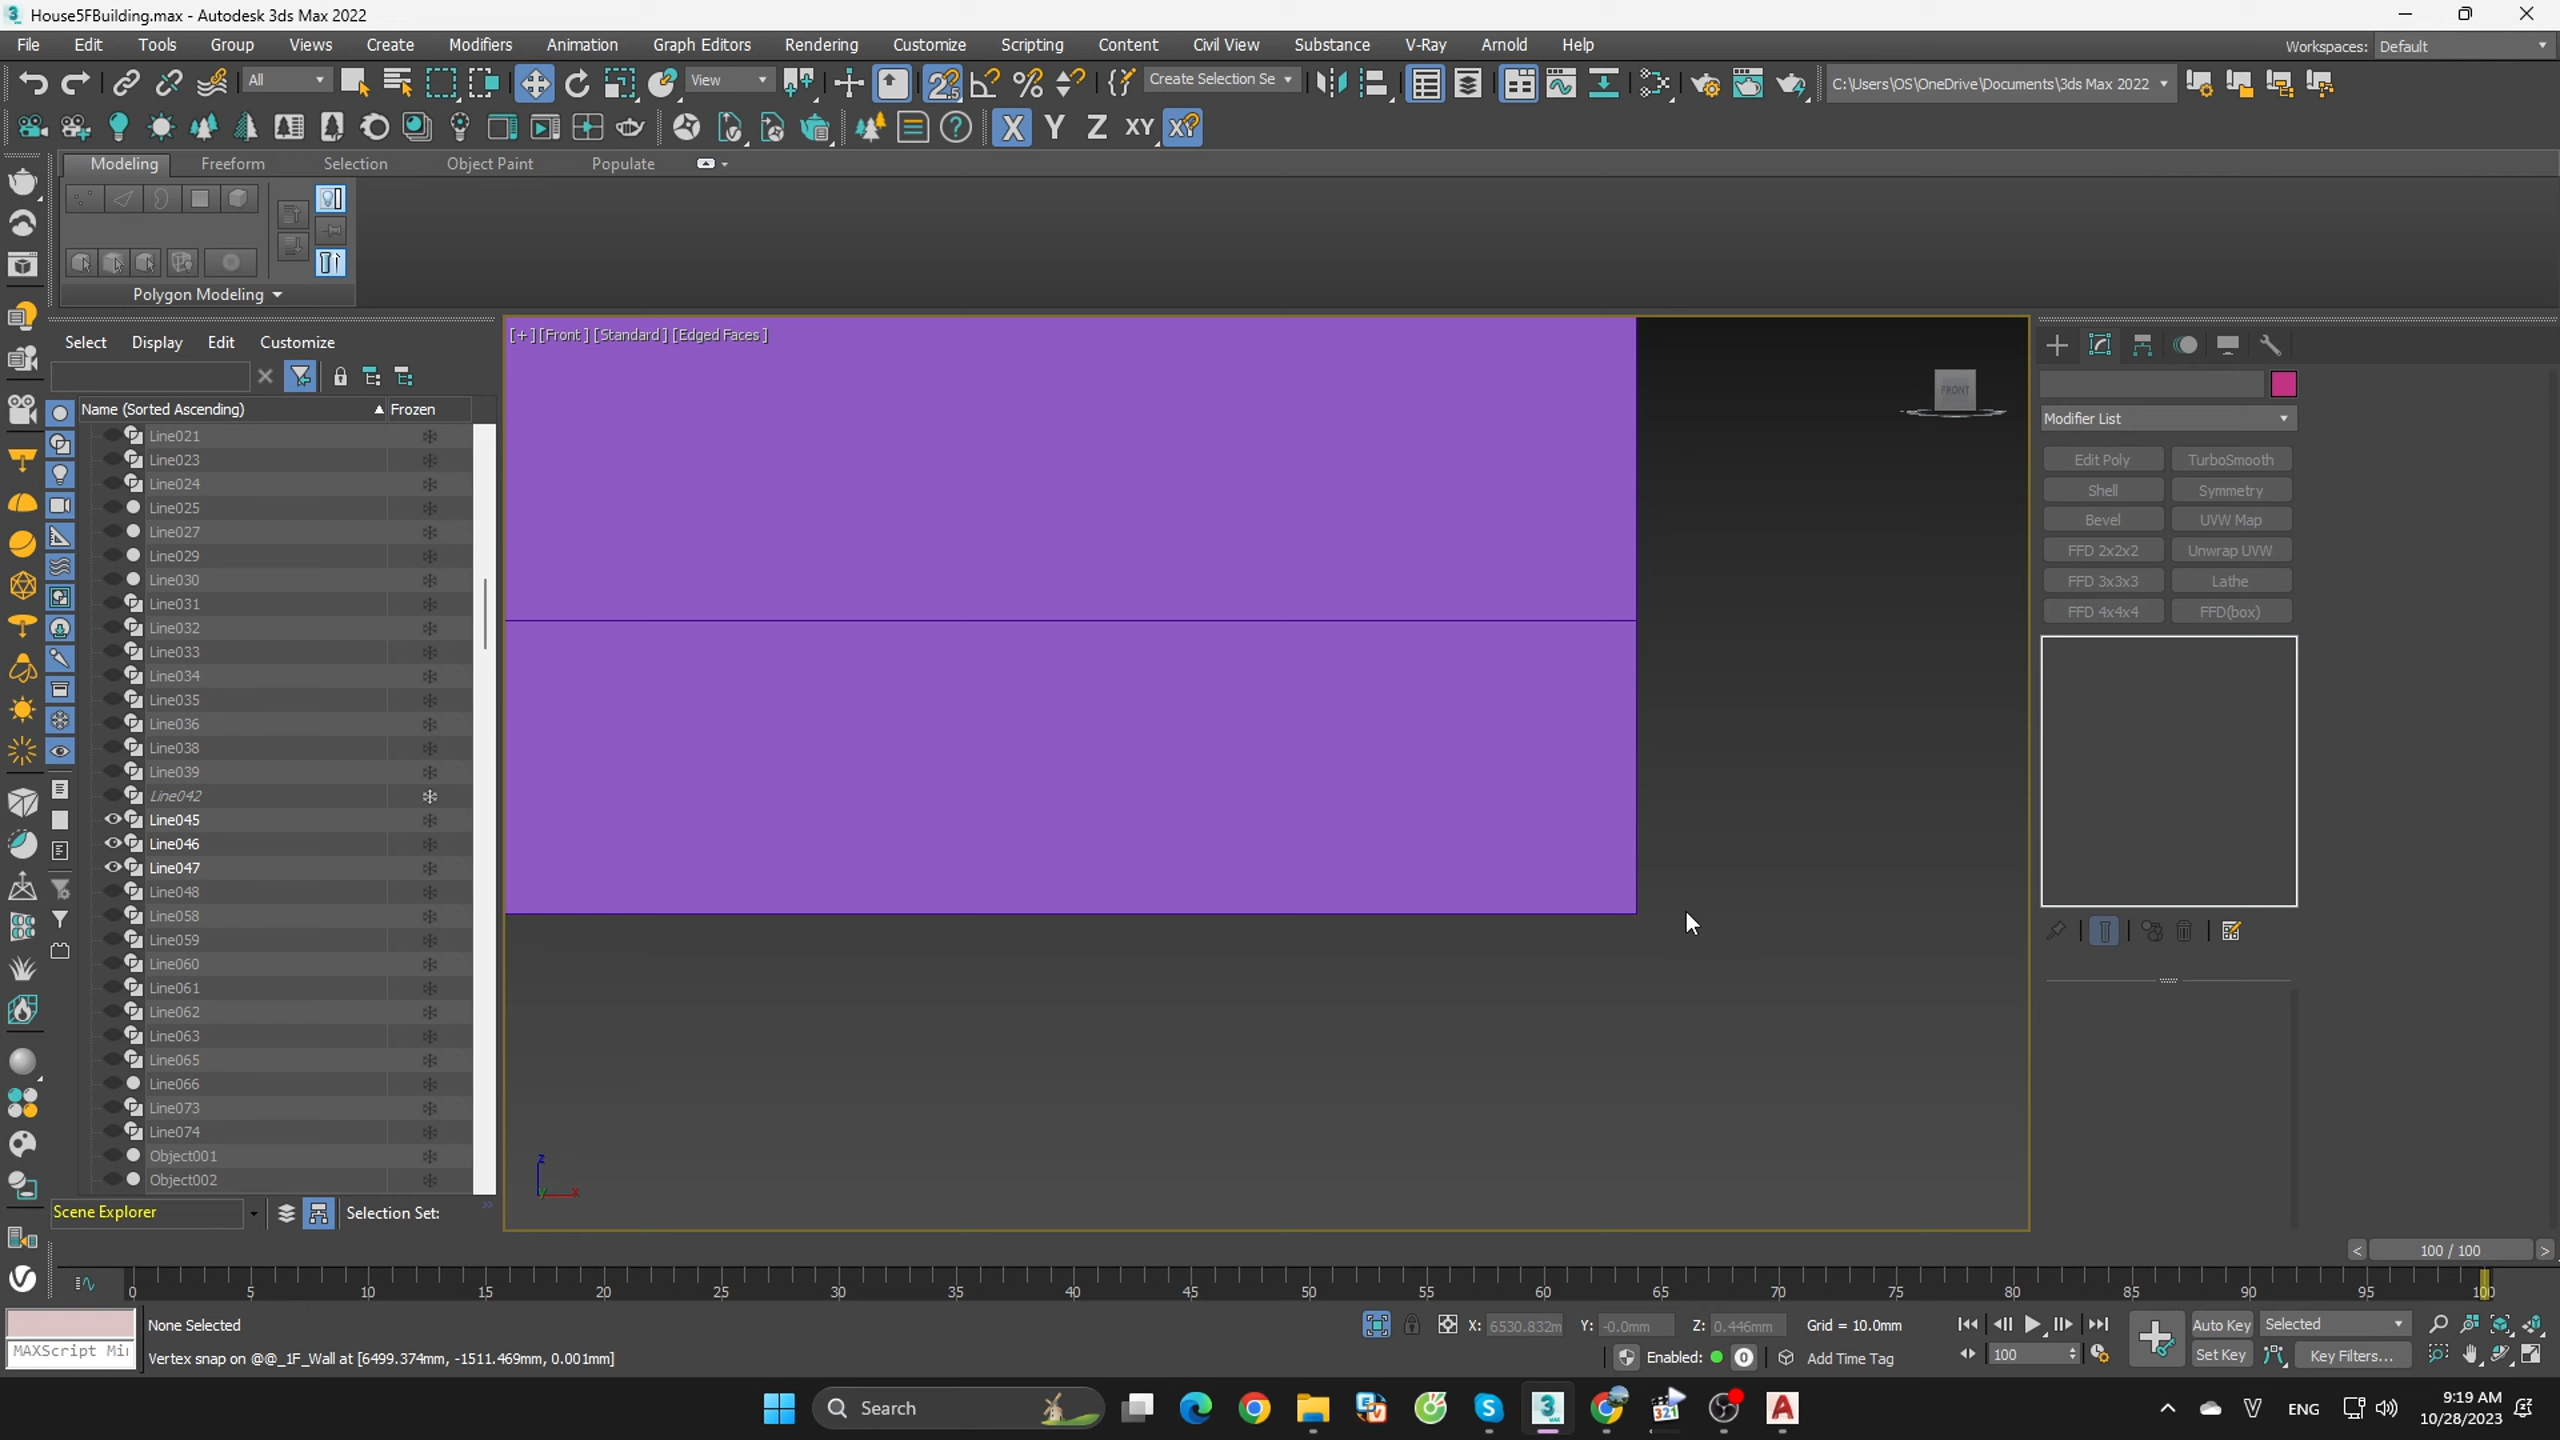 House5FBuilding.max - Autodesk 3ds Max 2022
File Edit Tools Group Views Create Modifiers Animation Graph Editors Rendering Customize Scripting Content Civil View Substance V-Ray Arnold Help Workspaces: Default
All View Create Selection Se C:\Users\OS\OneDrive\Documents\3ds Max 2022
X Y Z XY
Modeling Freeform Selection Object Paint Populate
Polygon Modeling
Select Display Edit Customize
[+] [Front] [Standard] [Edged Faces]
FRONT
Name (Sorted Ascending) Frozen
Modifier List
Line021
Line023
Line024
Line025
Line027
Line029
Line030
Line031
Line032
Line033
Line034
Line035
Line036
Line038
Line039
Line042
Line045
Line046
Line047
Line048
Line058
Line059
Line060
Line061
Line062
Line063
Line065
Line066
Line073
Line074
Object001
Object002
Edit Poly TurboSmooth
Shell Symmetry
Bevel UVW Map
FFD 2x2x2 Unwrap UVW
FFD 3x3x3 Lathe
FFD 4x4x4 FFD(box)
z
x
Scene Explorer Selection Set:
< 100 / 100 >
0 5 10 15 20 25 30 35 40 45 50 55 60 65 70 75 80 85 90 95 100
None Selected X: 6530.832m Y: -0.0mm Z: 0.446mm Grid = 10.0mm Auto Key Selected
MAXScript Mi Vertex snap on @@_1F_Wall at [6499.374mm, -1511.469mm, 0.001mm] Enabled: 0 Add Time Tag 100 Set Key Key Filters...
Search ENG 9:19 AM
10/28/2023